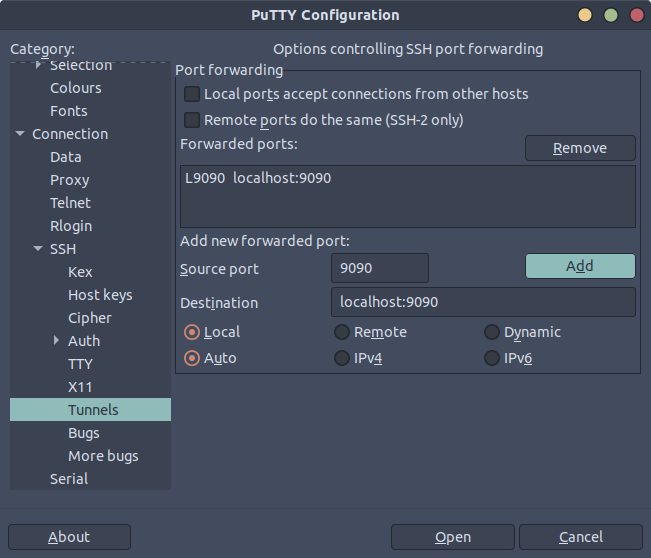 PuTTY Configuration
Category:
Options controlling SSH port forwarding
Selection
Colours
Fonts
Connection
Data
Proxy
Telnet
Rlogin
SSH
Kex
Host keys
Cipher
Auth
TTY
X11
Tunnels
Bugs
More bugs
Serial
Port forwarding
Local ports accept connections from other hosts
Remote ports do the same (SSH-2 only)
Forwarded ports:
Remove
L9090 localhost:9090
Add new forwarded port:
Source port
9090
Add
Destination
localhost:9090
Local
Remote
Dynamic
Auto
IPv4
IPv6
About
Open
Cancel